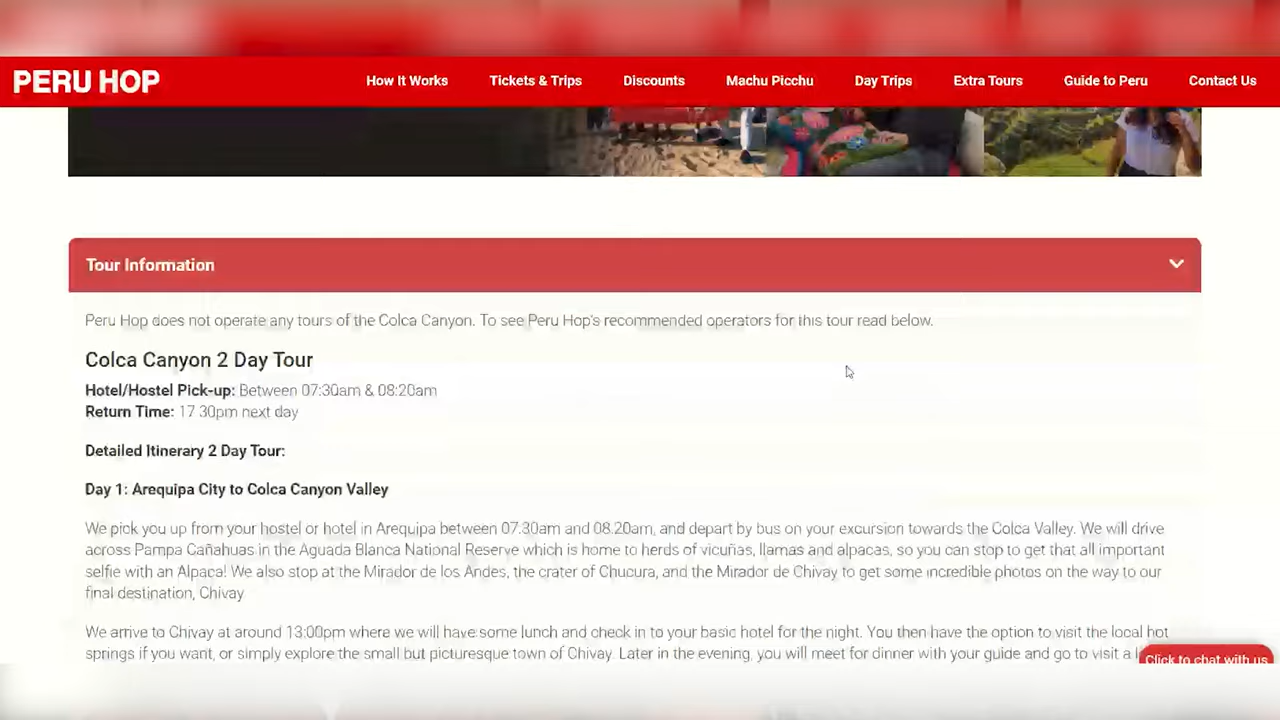 PERU HOP
How It Works Tickets & Trips Discounts Machu Picchu Day Trips Extra Tours Guide to Peru Contact Us
Tour Information
Peru Hop does not operate any tours of the Colca Canyon. To see Peru Hop's recommended operators for this tour read below.
Colca Canyon 2 Day Tour
Hotel/Hostel Pick-up: Between 07:30am & 08:20am
Return Time: 17 30pm next day
Detailed Itinerary 2 Day Tour:
Day 1: Arequipa City to Colca Canyon Valley
We pick you up from your hostel or hotel in Arequipa between 07.30am and 08.20am, and depart by bus on your excursion towards the Colca Valley. We will drive
across Pampa Cañahuas in the Aguada Blanca National Reserve which is home to herds of vicuñas, llamas and alpacas, so you can stop to get that all important
selfie with an Alpaca! We also stop at the Mirador de los Andes, the crater of Chucura, and the Mirador de Chivay to get some incredible photos on the way to our
final destination, Chivay
We arrive to Chivay at around 13:00pm where we will have some lunch and check in to your basic hotel for the night. You then have the option to visit the local hot
springs if you want, or simply explore the small but picturesque town of Chivay. Later in the evening, you will meet for dinner with your guide and go to visit a
Click to chat with us